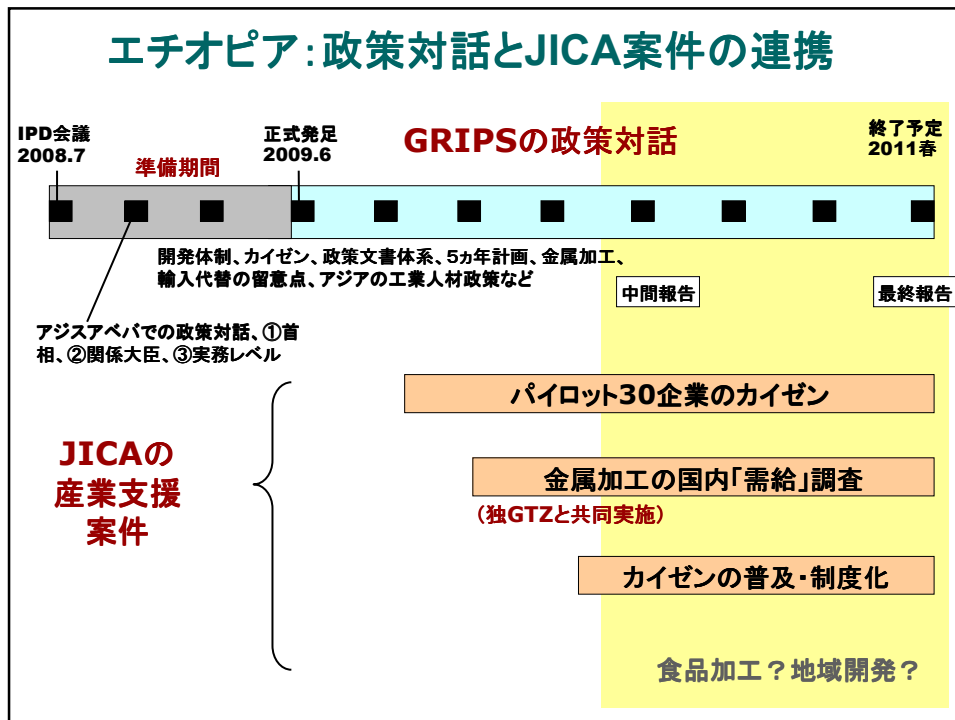 エチオピア：政策対話とJICA案件の連携
IPD会議
2008.7
準備期間
正式発足
2009.6
GRIPSの政策対話
終了予定
2011春
開発体制、カイゼン、政策文書体系、5ヵ年計画、金属加工、
輸入代替の留意点、アジアの工業人材政策など
中間報告
最終報告
アジスアベバでの政策対話、①首
相、②関係大臣、③実務レベル
パイロット30企業のカイゼン
JICAの
産業支援
案件
金属加工の国内「需給」調査
（独GTZと共同実施）
カイゼンの普及・制度化
食品加工？地域開発？